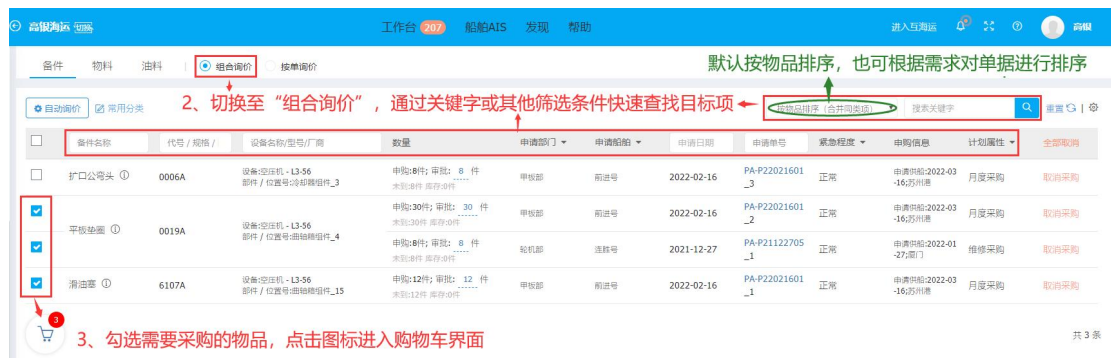 高银海运 互海
工作台 207 船舶AIS 发现 帮助
进入互海运 高银
备件 物料 油料 组合询价 按单询价
默认按物品排序，也可根据需求对单据进行排序
自动询价 常用分类
2、切换至“组合询价”，通过关键字或其他筛选条件快速查找目标项
按物品排序（合并同类项） 搜索关键字 重置
备件名称 代号 / 规格 / 设备名称/型号/厂商 数量 申请部门 申请船舶 申请日期 申请单号 紧急程度 申购信息 计划属性 全部取消
扩口公弯头 0006A 设备:空压机 - L3-56 申购:8件; 审批: 8 件 甲板部 前进号 2022-02-16 PA-P22021601 正常 申请供船:2022-03 月度采购 取消采购
部件 / 位置号:冷却器组件_3 未到:8件 库存:0件 _3 -16;苏州港
平板垫圈 0019A 设备:空压机 - L3-56 申购:30件; 审批: 30 件 甲板部 前进号 2022-02-16 PA-P22021601 正常 申请供船:2022-03 月度采购 取消采购
部件 / 位置号:曲轴箱组件_4 未到:30件 库存:0件 _2 -16;苏州港
申购:8件; 审批: 8 件 轮机部 连胜号 2021-12-27 PA-P21122705 正常 申请供船:2022-01 维修采购 取消采购
未到:8件 库存:0件 _1 -27;厦门
滑油塞 6107A 设备:空压机 - L3-56 申购:12件; 审批: 12 件 甲板部 前进号 2022-02-16 PA-P22021601 正常 申请供船:2022-03 月度采购 取消采购
部件 / 位置号:曲轴箱组件_15 未到:12件 库存:0件 _1 -16;苏州港
3
3、勾选需要采购的物品，点击图标进入购物车界面
共 3 条